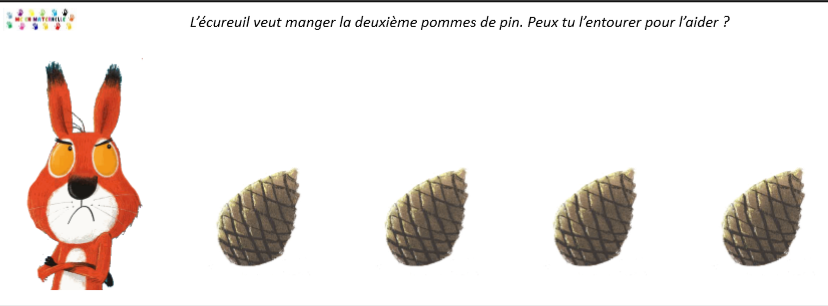 L’écureuil veut manger la deuxième pommes de pin. Peux tu l’entourer pour l’aider ?